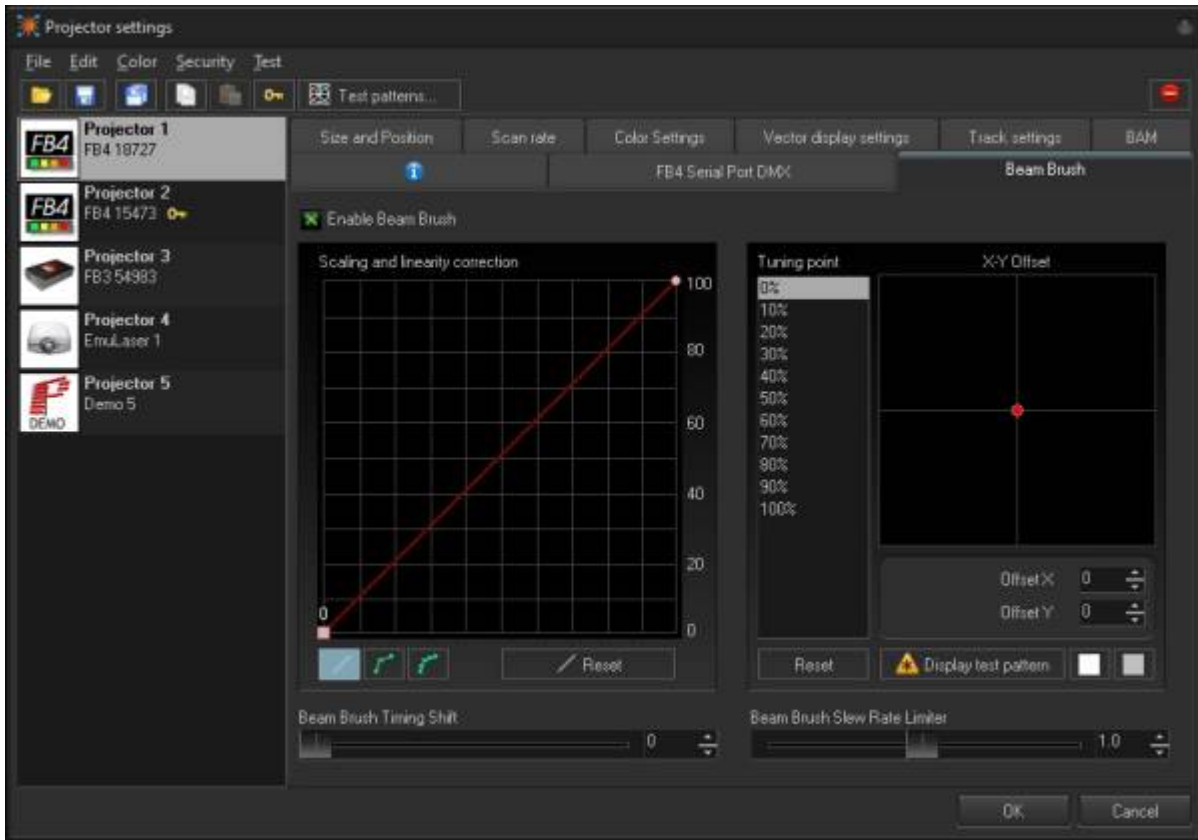 Projector settings
File Edit Color Security Test
Test patterns...
FB4 Projector 1
FB4 18727
FB4 Projector 2
FB4 15473
Projector 3
FB3 54983
Projector 4
EmuLaser 1
Projector 5
Demo 5
DEMO
Size and Position Scan rate Color Settings Vector display settings Track settings BAM
FB4 Serial Port DMX Beam Brush
Enable Beam Brush
Scaling and linearity correction
100
80
60
40
20
0
0
Reset
Tuning point
0%
10%
20%
30%
40%
50%
60%
70%
80%
90%
100%
X-Y Offset
Offset X 0
Offset Y 0
Reset Display test pattern
Beam Brush Timing Shift
0
Beam Brush Slew Rate Limiter
1.0
OK Cancel